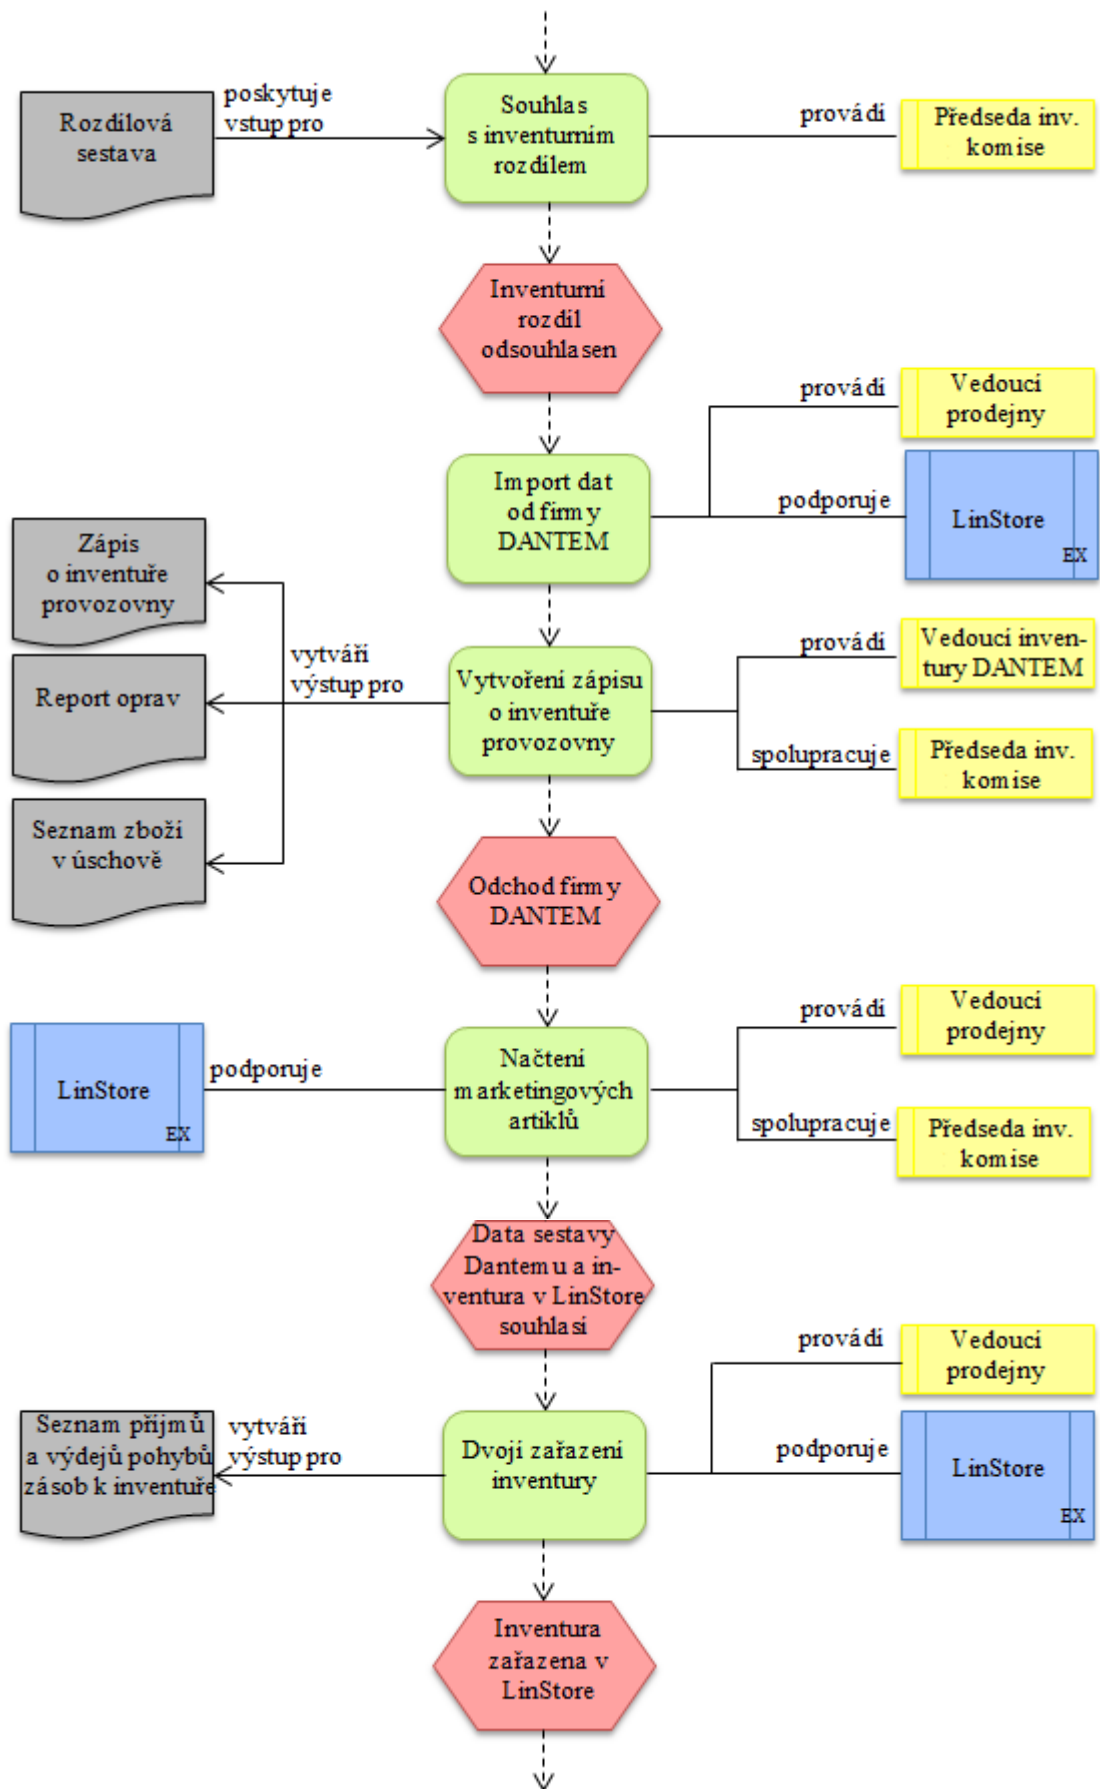 poskytuje
vstup pro
Rozdílová
sestava
Souhlas
s inventurním
rozdílem
provádí
Předseda inv.
komise
Inventurní
rozdíl
odsouhlasen
provádí
Vedoucí
prodejny
Import dat
od firmy
DANTEM
podporuje
LinStore
EX
Zápis
o inventuře
provozovny
Report oprav
Seznam zboží
v úschově
vytváří
výstup pro
Vytvoření zápisu
o inventuře
provozovny
provádí
Vedoucí inven-
tury DANTEM
spolupracuje
Předseda inv.
komise
Odchod firmy
DANTEM
LinStore
EX
podporuje
Načtení
marketingových
artiklů
provádí
Vedoucí
prodejny
spolupracuje
Předseda inv.
komise
Data sestavy
Dantemu a in-
ventura v LinStore
souhlasí
provádí
Vedoucí
prodejny
Seznam příjmů
a výdejů pohybů
zásob k inventuře
vytváří
výstup pro
Dvojí zařazení
inventury
podporuje
LinStore
EX
Inventura
zařazena v
LinStore